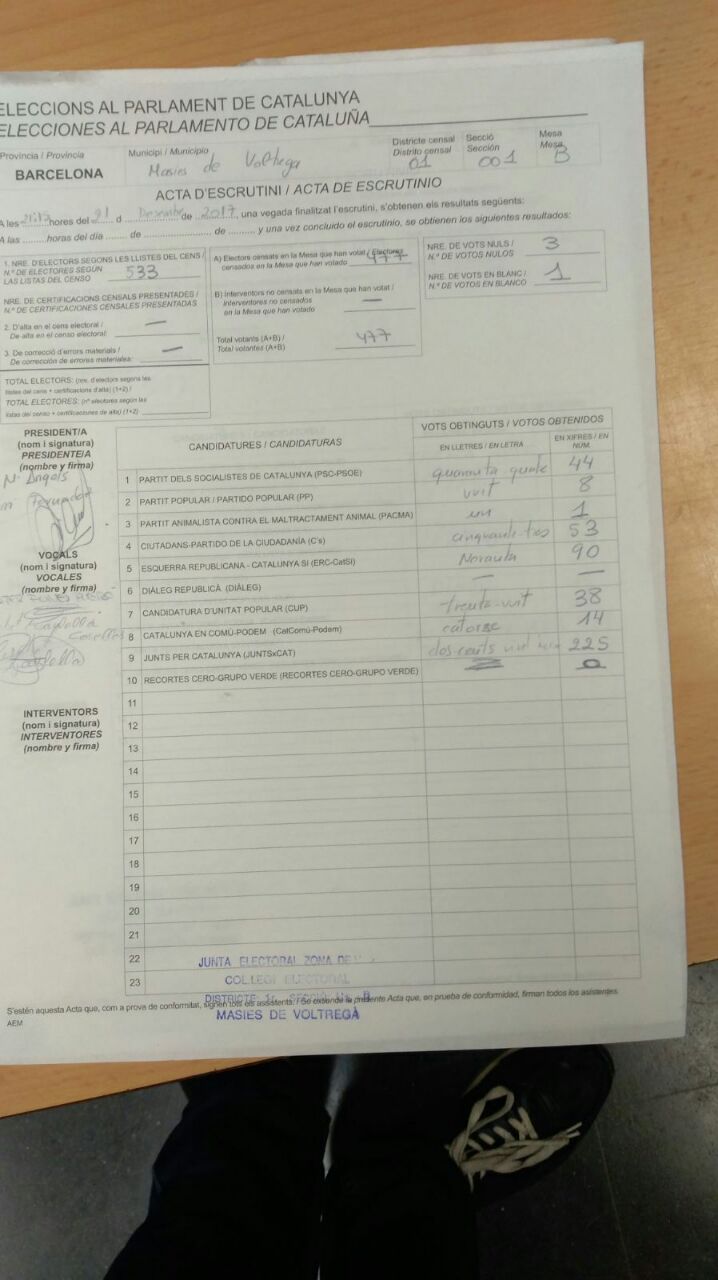 ELECCIONS AL PARLAMENT DE CATALUNYA
ELECCIONES AL PARLAMENTO DE CATALUÑA
Provincia / Provincia
BARCELONA
Municipi / Municipio
Masies de Voltrega
Districte censal
Distrito censal
01
Secció
Sección
001
Mesa
Mesa
B
ACTA D'ESCRUTINI / ACTA DE ESCRUTINIO
A les hores del 21 d Desembre de 2017, una vegada finalitzat l'escrutini, s'obtenen els resultats següents:
A las ......... horas del día ....... de .................... de .......... y una vez concluido el escrutinio, se obtienen los siguientes resultados:
1. NRE. D'ELECTORS SEGONS LES LLISTES DEL CENS /
N.º DE ELECTORES SEGÚN
LAS LISTAS DEL CENSO
533
NRE. DE CERTIFICACIONS CENSALS PRESENTADES /
N.º DE CERTIFICACIONES CENSALES PRESENTADAS
2. D'alta en el cens electoral /
De alta en el censo electoral: —
3. De correcció d'errors materials /
De corrección de errores materiales: —
TOTAL ELECTORS: (nre. d'electors segons les
llistes del cens + certificacions d'alta) (1+2) /
TOTAL ELECTORES: (nº electores según las
listas del censo + certificaciones de alta) (1+2)
A) Electors censats en la Mesa que han votat / Electores
censados en la Mesa que han votado 477
B) Interventors no censats en la Mesa que han votat /
Interventores no censados
en la Mesa que han votado —
Total votants (A+B) /
Total votantes (A+B) 477
NRE. DE VOTS NULS /
N.º DE VOTOS NULOS 3
NRE. DE VOTS EN BLANC /
N.º DE VOTOS EN BLANCO 1
PRESIDENT/A
(nom i signatura)
PRESIDENTE/A
(nombre y firma)
VOCALS
(nom i signatura)
VOCALES
(nombre y firma)
INTERVENTORS
(nom i signatura)
INTERVENTORES
(nombre y firma)
CANDIDATURES / CANDIDATURAS
VOTS OBTINGUTS / VOTOS OBTENIDOS
EN LLETRES / EN LETRA
EN XIFRES / EN NÚM.
1 PARTIT DELS SOCIALISTES DE CATALUNYA (PSC-PSOE) 44
2 PARTIT POPULAR / PARTIDO POPULAR (PP) vuit 8
3 PARTIT ANIMALISTA CONTRA EL MALTRACTAMENT ANIMAL (PACMA) un 1
4 CIUTADANS-PARTIDO DE LA CIUDADANÍA (C's) cinquanta-tres 53
5 ESQUERRA REPUBLICANA - CATALUNYA SI (ERC-CatSI) Noranta 90
6 DIÀLEG REPUBLICÀ (DIÀLEG) — —
7 CANDIDATURA D'UNITAT POPULAR (CUP) trenta-vuit 38
8 CATALUNYA EN COMÚ-PODEM (CatComú-Podem) catorze 14
9 JUNTS PER CATALUNYA (JUNTSxCAT) dos-cents 225
10 RECORTES CERO-GRUPO VERDE (RECORTES CERO-GRUPO VERDE) 0
11
12
13
14
15
16
17
18
19
20
21
22
23
JUNTA ELECTORAL ZONA DE
COL.LEGI ELECTORAL
DISTRICTE B
MASIES DE VOLTREGÀ
S'estén aquesta Acta que, com a prova de conformitat, signen tots els assistents. / Se extiende la presente Acta que, en prueba de conformidad, firman todos los asistentes.
AEM